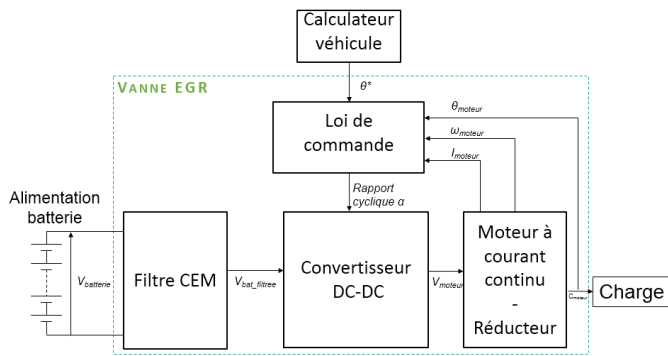 Calculateur
véhicule
θ*
VANNE EGR
Loi de
commande
θmoteur
ωmoteur
Imoteur
Rapport
cyclique α
Alimentation
batterie
Vbatterie
Filtre CEM
Vbat_filtree
Convertisseur
DC-DC
Vmoteur
Moteur à
courant
continu
-
Réducteur
Cmoteur
Charge